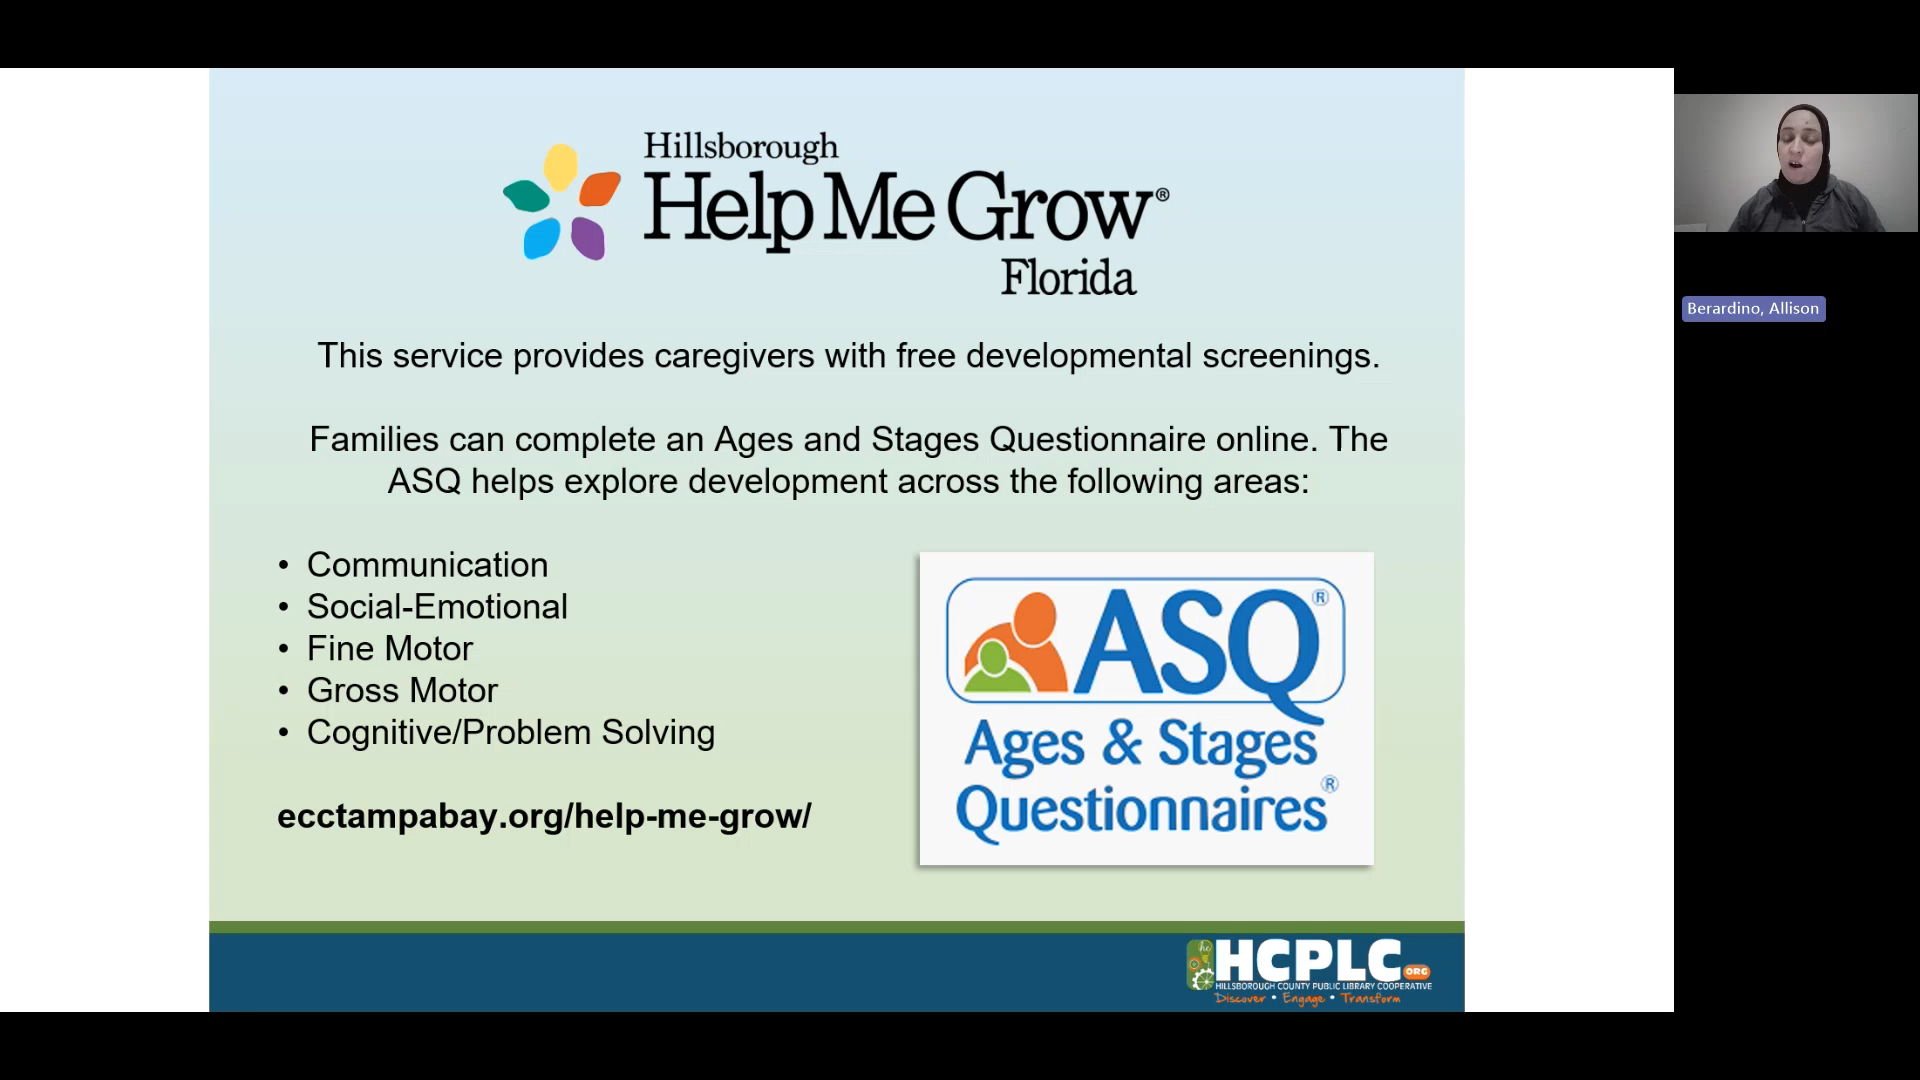 Hillsborough
Help Me Grow®
Florida
This service provides caregivers with free developmental screenings.
Families can complete an Ages and Stages Questionnaire online. The
ASQ helps explore development across the following areas:
• Communication
• Social-Emotional
• Fine Motor
• Gross Motor
• Cognitive/Problem Solving
ecctampabay.org/help-me-grow/
ASQ®
Ages & Stages
Questionnaires®
hc
HCPLC ORG
HILLSBOROUGH COUNTY PUBLIC LIBRARY COOPERATIVE
Discover • Engage • Transform
Berardino, Allison